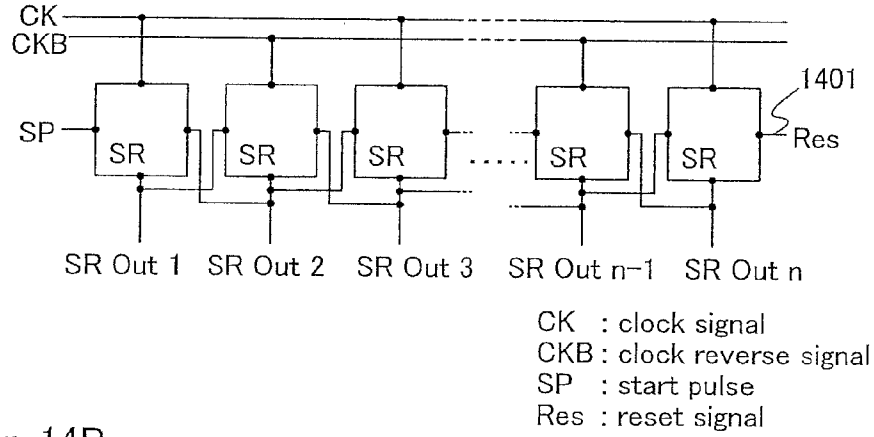 CK
CKB
1401
SP
SR SR SR ..... SR SR
Res
SR Out 1 SR Out 2 SR Out 3 SR Out n-1 SR Out n
CK : clock signal
CKB : clock reverse signal
SP : start pulse
Res : reset signal
14B